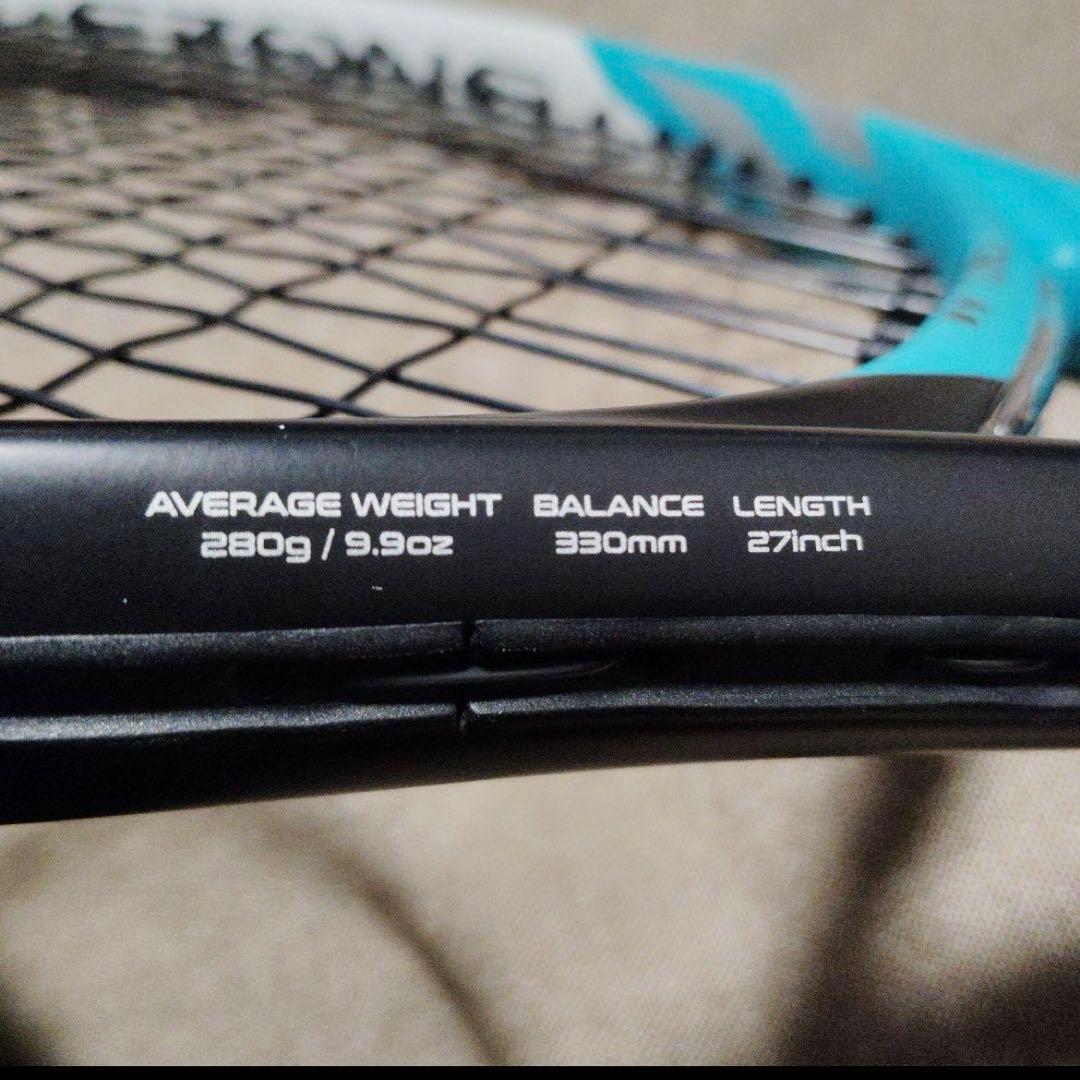 AVERAGE WEIGHT BALANCE LENGTH
280g / 9.9oz 330mm 27inch